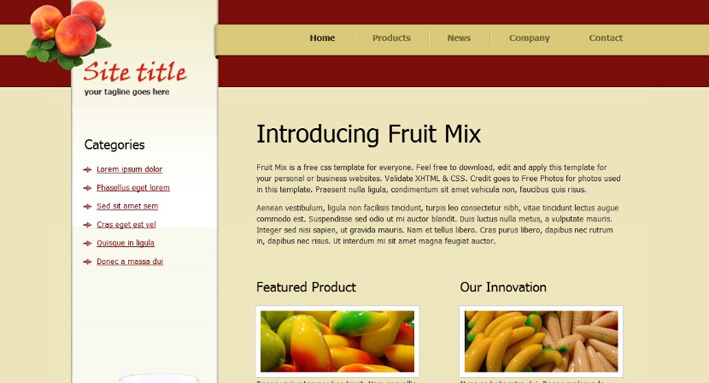 Home Products News Company Contact
Site title
your tagline goes here
Categories
Lorem ipsum dolor
Phasellus eget lorem
Sed sit amet sem
Cras eget est vel
Quisque in ligula
Donec a massa dui
Introducing Fruit Mix
Fruit Mix is a free css template for everyone. Feel free to download, edit and apply this template for
your personal or business websites. Validate XHTML & CSS. Credit goes to Free Photos for photos used
in this template. Praesent nulla ligula, condimentum sit amet vehicula non, faucibus quis risus.
Aenean vestibulum, ligula non facilisis tincidunt, turpis leo consectetur nibh, vitae tincidunt lectus augue
commodo est. Suspendisse sed odio ut mi auctor blandit. Duis luctus nulla metus, a vulputate mauris.
Integer sed nisi sapien, ut gravida mauris. Nam et tellus libero. Cras purus libero, dapibus nec rutrum
in, dapibus nec risus. Ut interdum mi sit amet magna feugiat auctor.
Featured Product
Our Innovation